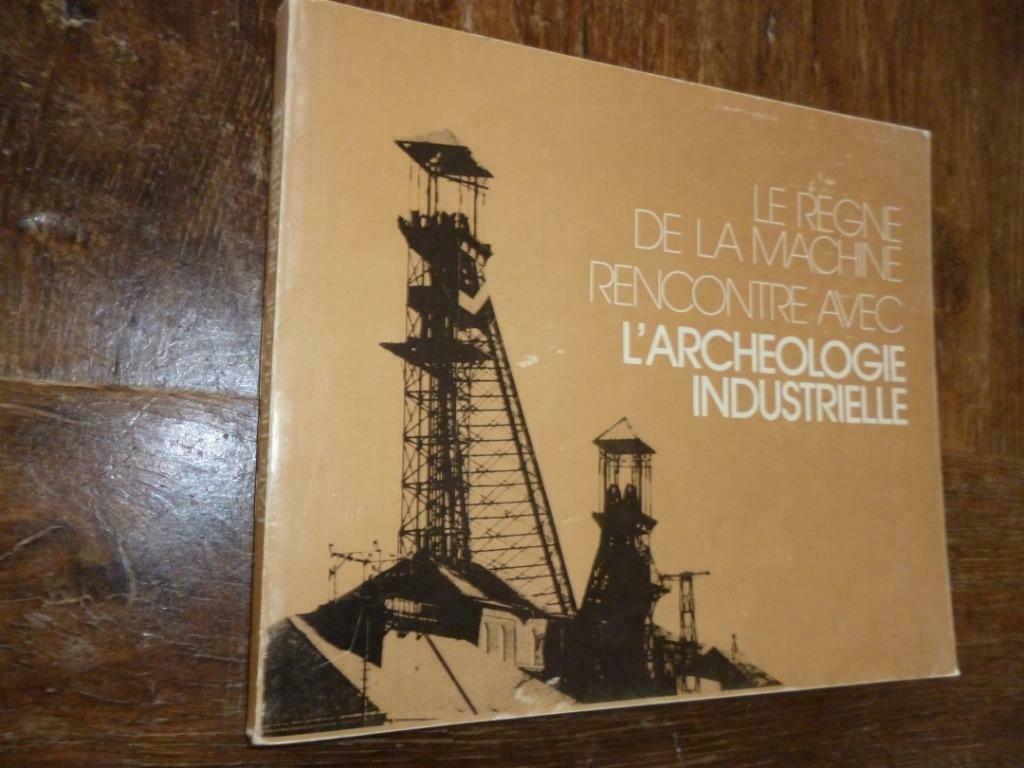 LE RÈGNE
DE LA MACHINE
RENCONTRE AVEC
L'ARCHEOLOGIE
INDUSTRIELLE